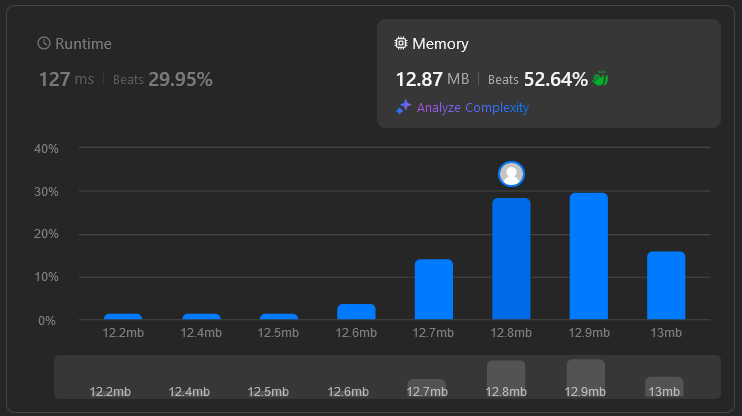 Runtime
127 ms | Beats 29.95%
Memory
12.87 MB | Beats 52.64%
Analyze Complexity
40%
30%
20%
10%
0%
12.2mb 12.4mb 12.5mb 12.6mb 12.7mb 12.8mb 12.9mb 13mb
12.2mb 12.4mb 12.5mb 12.6mb 12.7mb 12.8mb 12.9mb 13mb